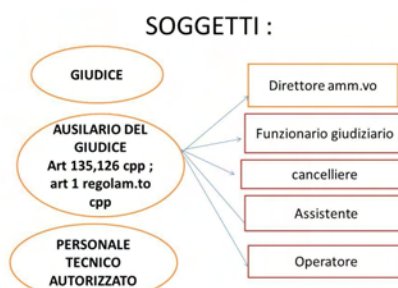 SOGGETTI :
GIUDICE
AUSILARIO DEL
GIUDICE
Art 135,126 cpp ;
art 1 regolam.to
cpp
PERSONALE
TECNICO
AUTORIZZATO
Direttore amm.vo
Funzionario giudiziario
cancelliere
Assistente
Operatore